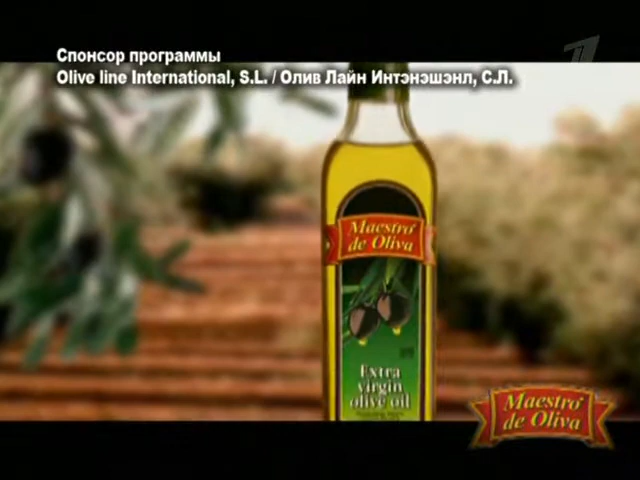 Спонсор программы
Olive line International, S.L. / Олив Лайн Интэнэшэнл, С.Л.
Maestro
de Oliva
Extra
virgin
olive oil
Maestro
de Oliva